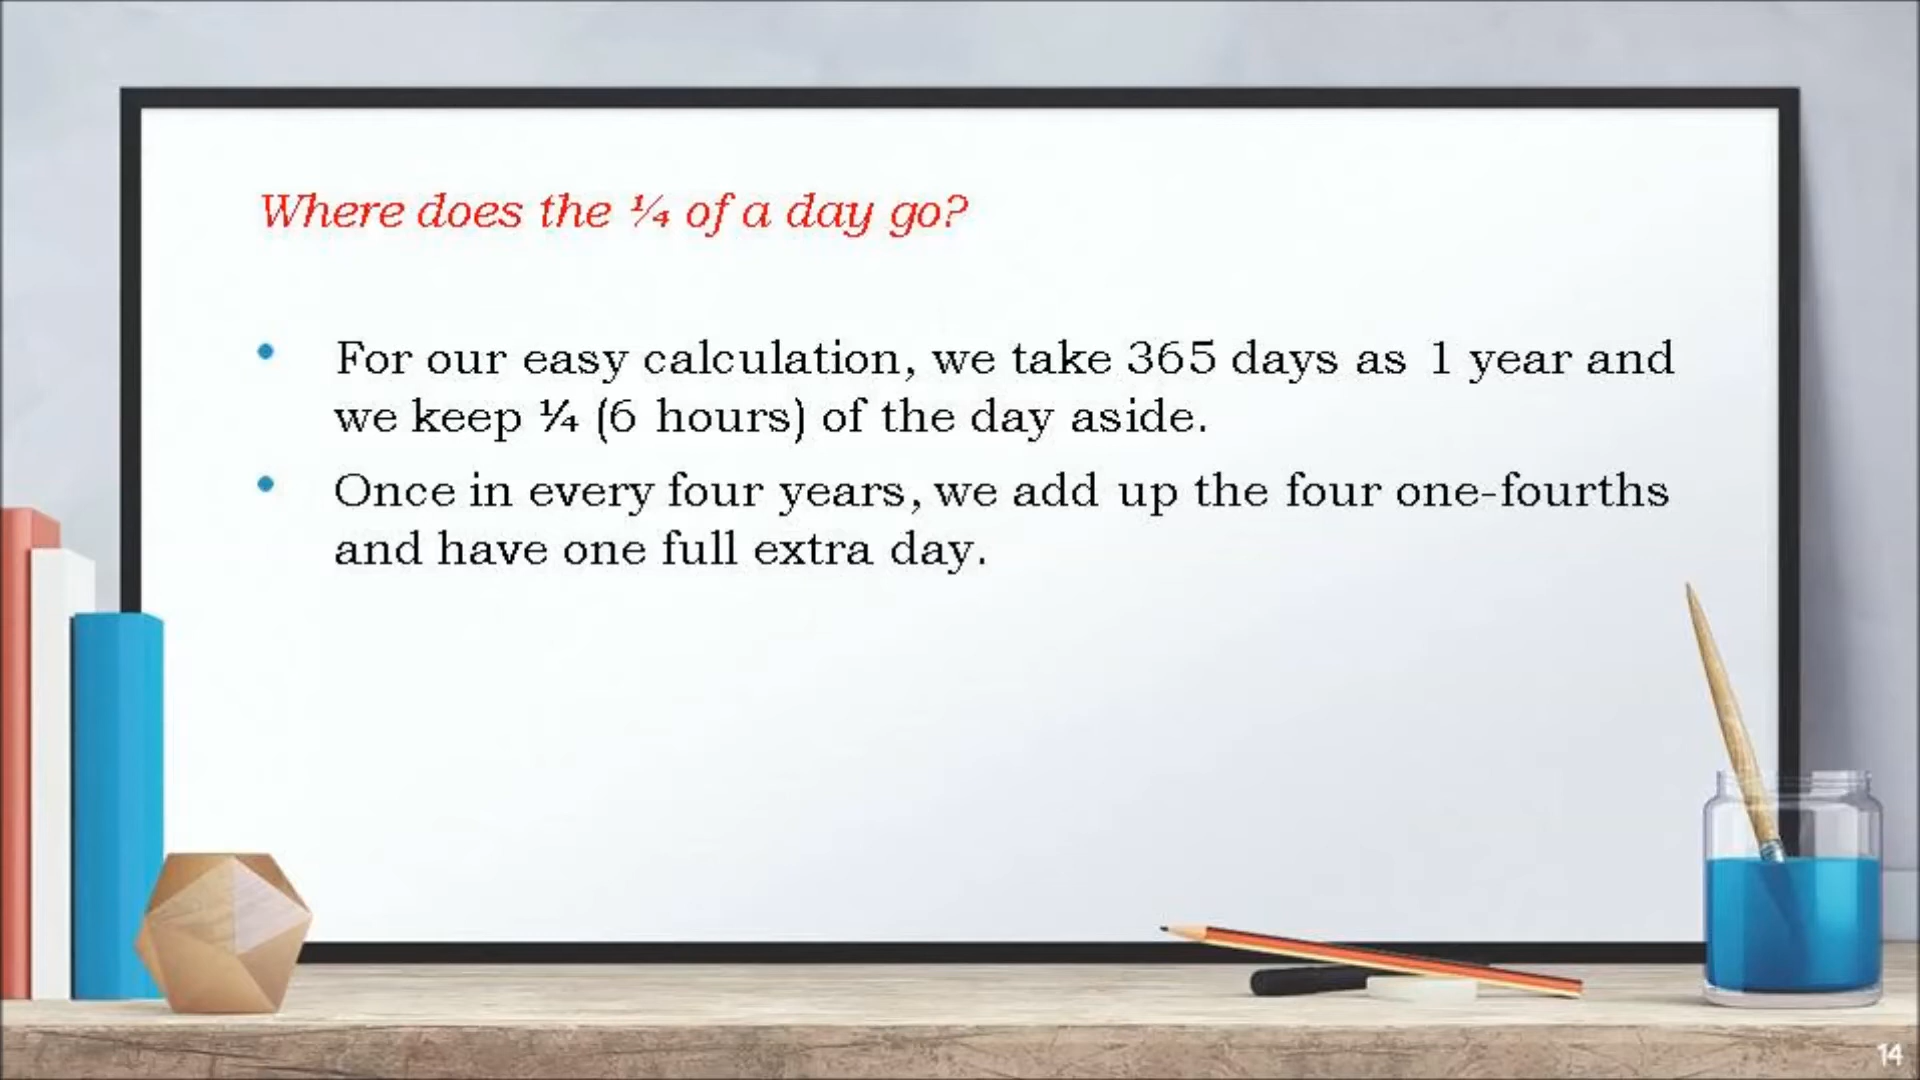 Where does the ¼ of a day go?
• For our easy calculation, we take 365 days as 1 year and
we keep ¼ (6 hours) of the day aside.
• Once in every four years, we add up the four one-fourths
and have one full extra day.
14